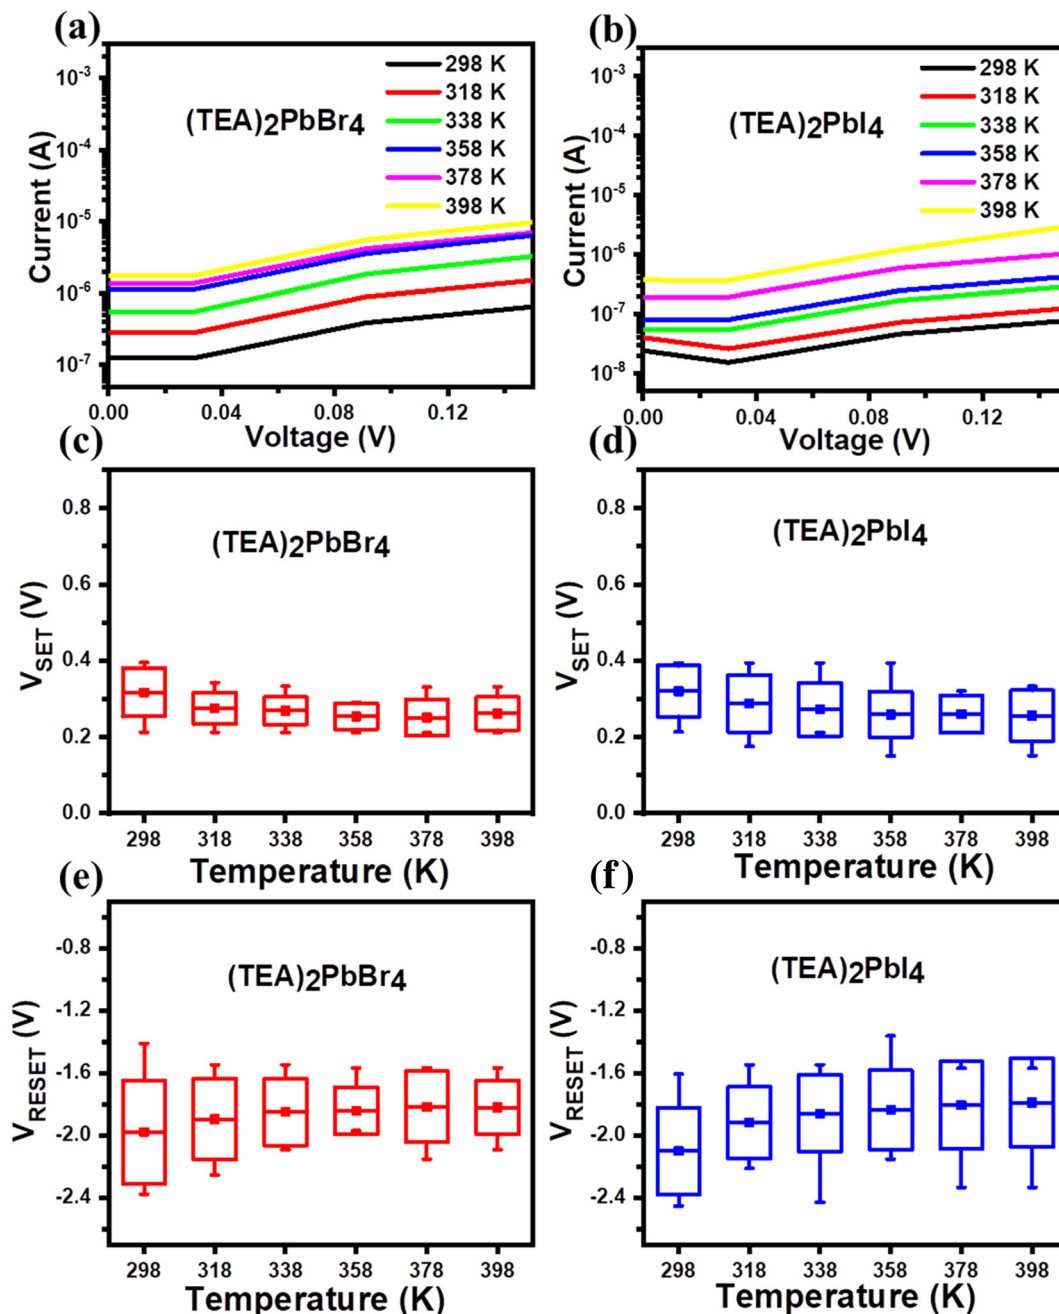 (a)
10⁻³
10⁻⁴
10⁻⁵
10⁻⁶
10⁻⁷
Current (A)
(TEA)₂PbBr₄
298 K
318 K
338 K
358 K
378 K
398 K
0.00 0.04 0.08 0.12
Voltage (V)
(b)
10⁻³
10⁻⁴
10⁻⁵
10⁻⁶
10⁻⁷
10⁻⁸
Current (A)
(TEA)₂PbI₄
298 K
318 K
338 K
358 K
378 K
398 K
0.00 0.04 0.08 0.12
Voltage (V)
(c)
0.8
0.6
0.4
0.2
0.0
V_SET (V)
(TEA)₂PbBr₄
298 318 338 358 378 398
Temperature (K)
(d)
0.8
0.6
0.4
0.2
0.0
V_SET (V)
(TEA)₂PbI₄
298 318 338 358 378 398
Temperature (K)
(e)
-0.8
-1.2
-1.6
-2.0
-2.4
V_RESET (V)
(TEA)₂PbBr₄
298 318 338 358 378 398
Temperature (K)
(f)
-0.8
-1.2
-1.6
-2.0
-2.4
V_RESET (V)
(TEA)₂PbI₄
298 318 338 358 378 398
Temperature (K)